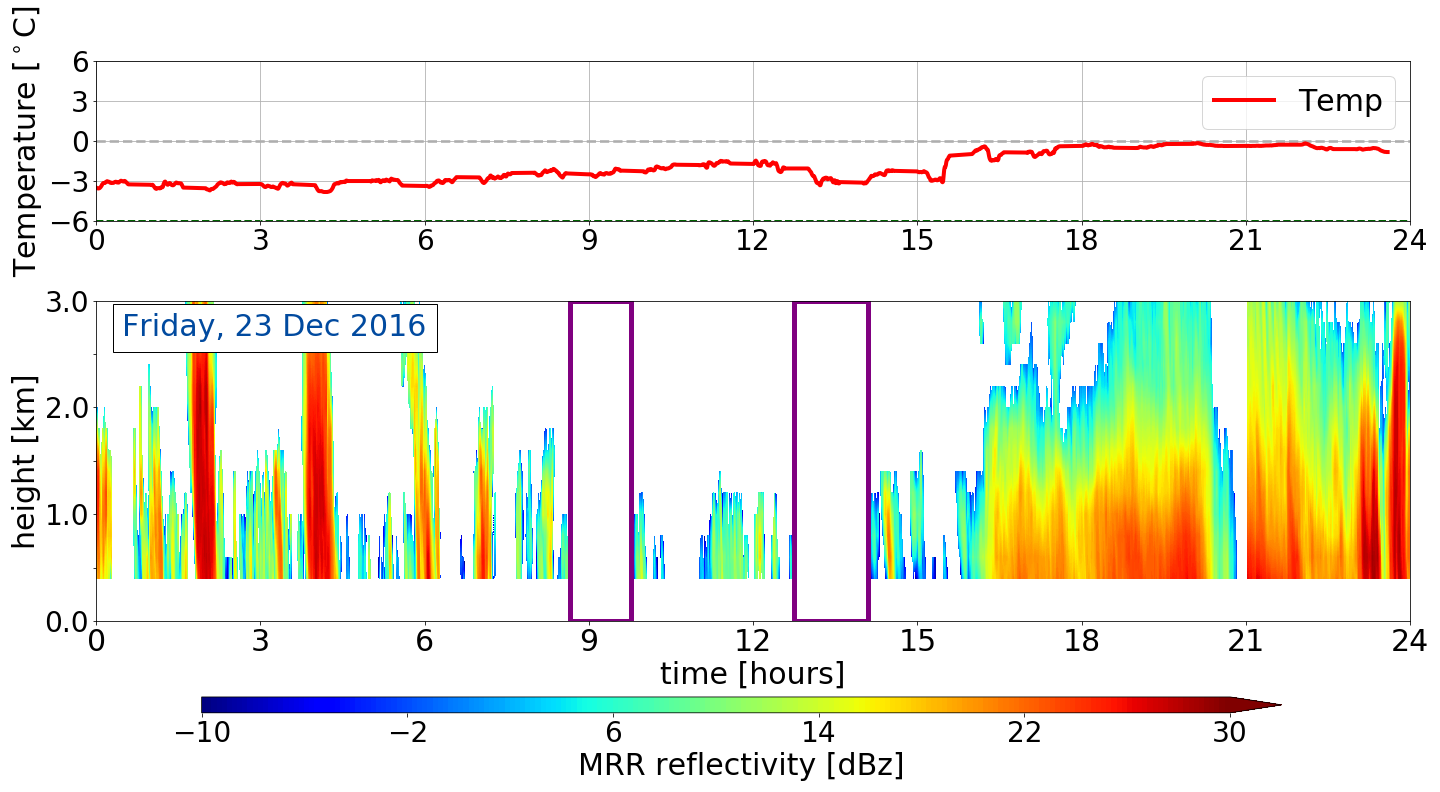 Temperature [°C]
6
3
0
−3
−6
Temp
0 3 6 9 12 15 18 21 24
height [km]
3.0
2.0
1.0
0.0
Friday, 23 Dec 2016
0 3 6 9 12 15 18 21 24
time [hours]
−10 −2 6 14 22 30
MRR reflectivity [dBz]